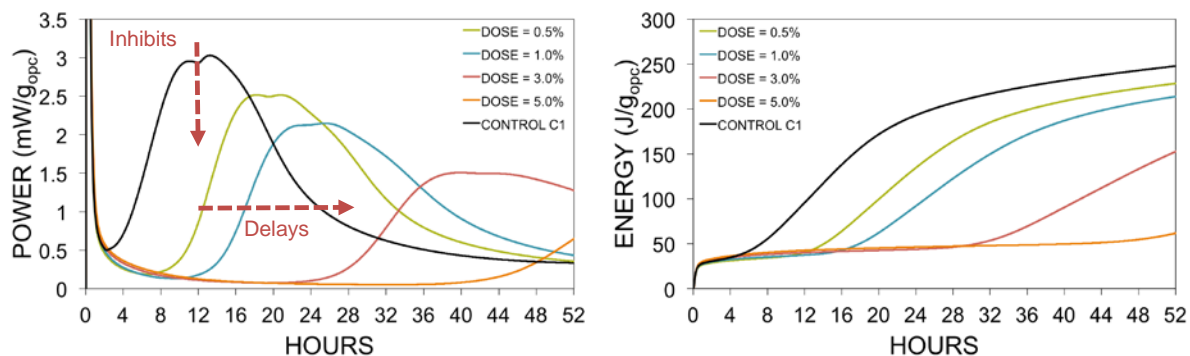 POWER (mW/gopc)
3.5
3
2.5
2
1.5
1
0.5
0
Inhibits
Delays
DOSE = 0.5%
DOSE = 1.0%
DOSE = 3.0%
DOSE = 5.0%
CONTROL C1
0 4 8 12 16 20 24 28 32 36 40 44 48 52
HOURS
ENERGY (J/gopc)
300
250
200
150
100
50
0
DOSE = 0.5%
DOSE = 1.0%
DOSE = 3.0%
DOSE = 5.0%
CONTROL C1
0 4 8 12 16 20 24 28 32 36 40 44 48 52
HOURS